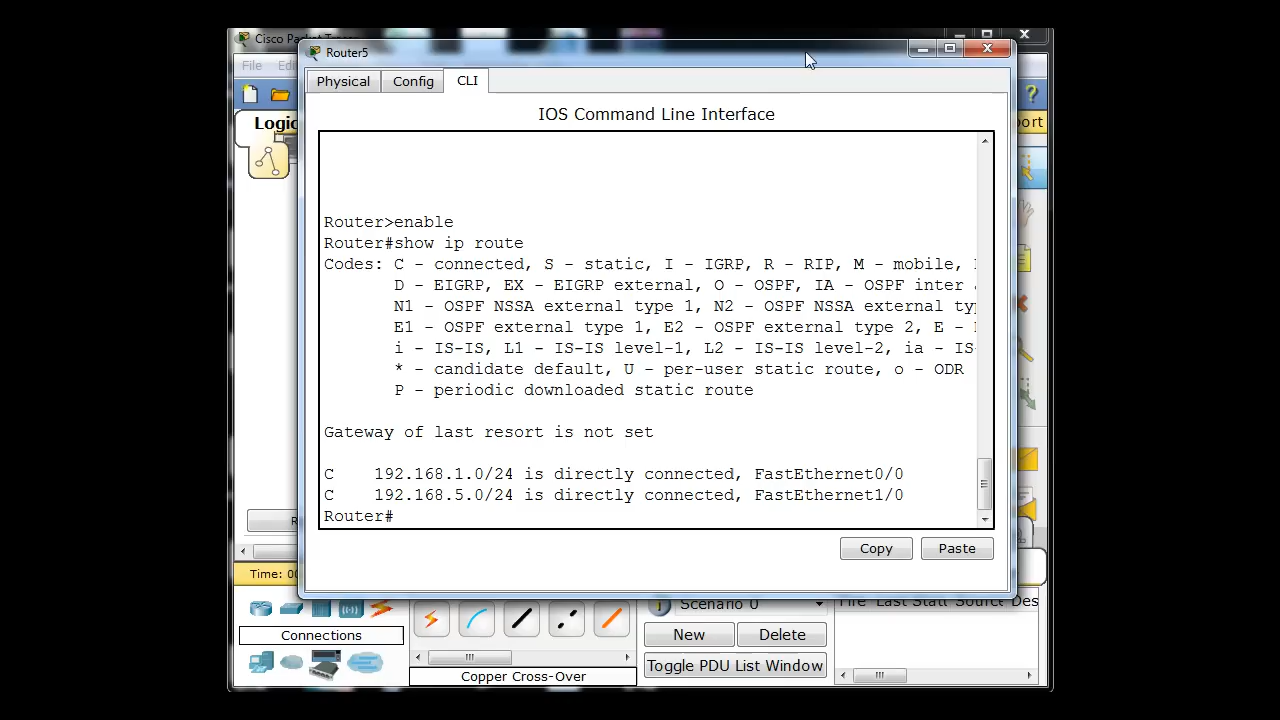 Cisco Packet Tracer
Router5
File
Physical
Config
CLI
Logic
IOS Command Line Interface
Router>enable
Router#show ip route
Codes: C - connected, S - static, I - IGRP, R - RIP, M - mobile,
D - EIGRP, EX - EIGRP external, O - OSPF, IA - OSPF inter
N1 - OSPF NSSA external type 1, N2 - OSPF NSSA external ty
E1 - OSPF external type 1, E2 - OSPF external type 2, E -
i - IS-IS, L1 - IS-IS level-1, L2 - IS-IS level-2, ia - IS-
* - candidate default, U - per-user static route, o - ODR
P - periodic downloaded static route
Gateway of last resort is not set
C 192.168.1.0/24 is directly connected, FastEthernet0/0
C 192.168.5.0/24 is directly connected, FastEthernet1/0
Router#
Copy
Paste
Time: 00
Scenario 0
Fire Last Stat Source Des
Connections
New
Delete
Toggle PDU List Window
Copper Cross-Over